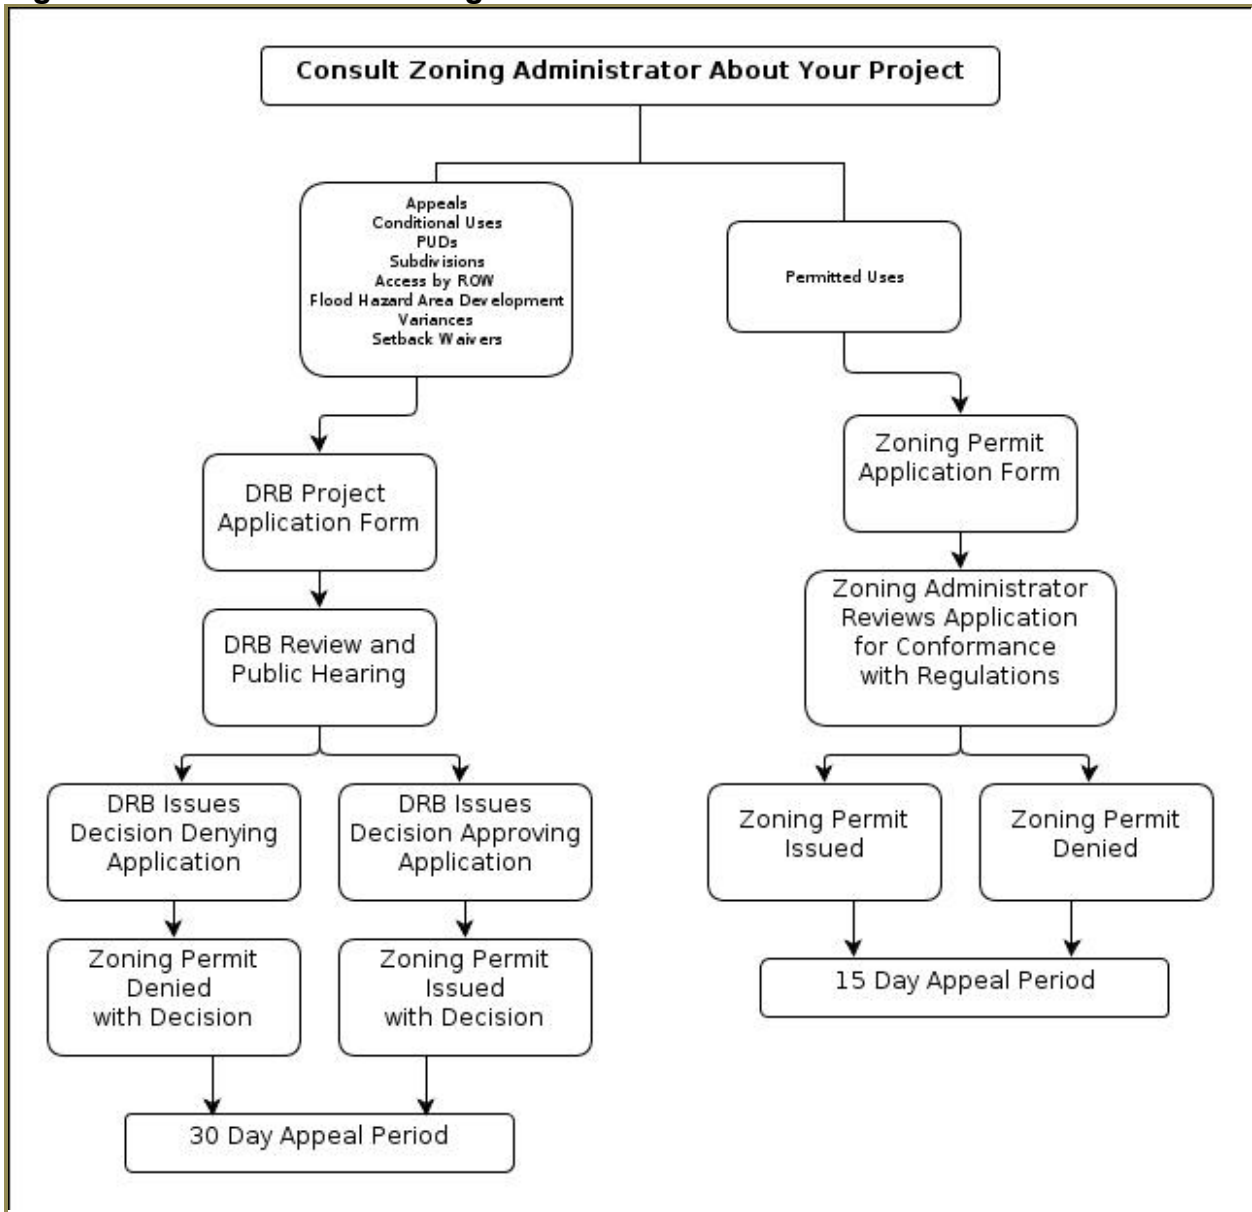 Consult Zoning Administrator About Your Project
Appeals
Conditional Uses
PUDs
Subdivisions
Access by ROW
Flood Hazard Area Development
Variances
Setback Waivers
Permitted Uses
DRB Project
Application Form
Zoning Permit
Application Form
DRB Review and
Public Hearing
Zoning Administrator
Reviews Application
for Conformance
with Regulations
DRB Issues
Decision Denying
Application
DRB Issues
Decision Approving
Application
Zoning Permit
Issued
Zoning Permit
Denied
Zoning Permit
Denied
with Decision
Zoning Permit
Issued
with Decision
15 Day Appeal Period
30 Day Appeal Period